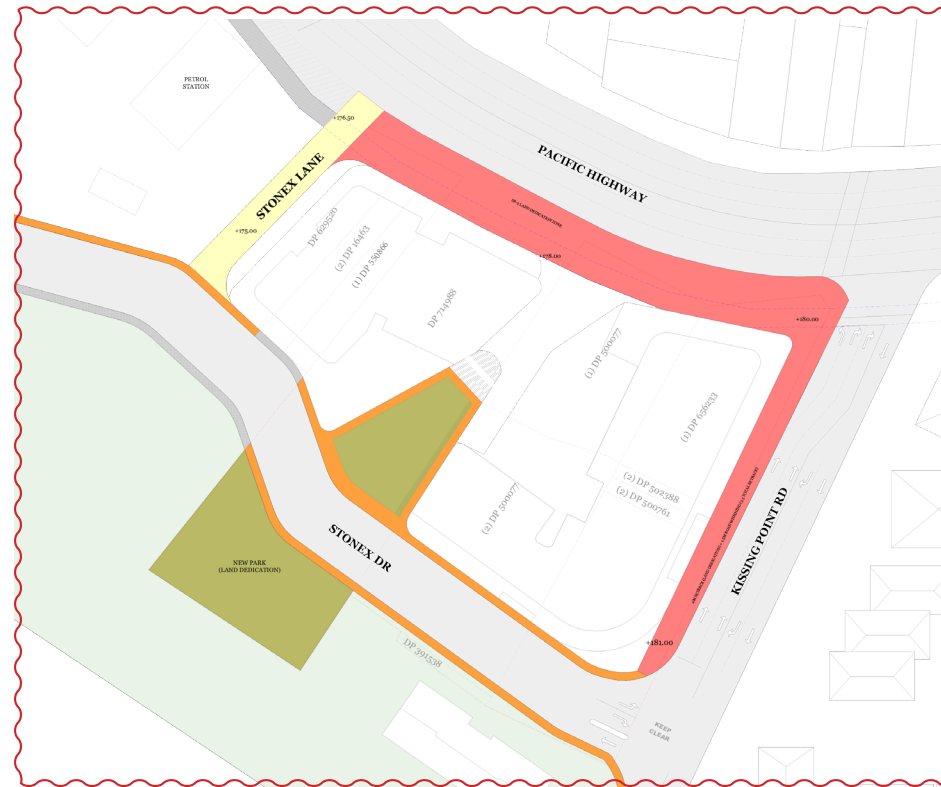 PETROL
STATION
+176.50
PACIFIC HIGHWAY
STONEX LANE
+175.00
DP 629520
(2) DP 16463
(1) DP 550866
DP 714988
+178.00
+180.00
(1) DP 500077
(1) DP 656233
(2) DP 502388
(2) DP 500761
(2) DP 500077
STONEX DR
KISSING POINT RD
NEW PARK
(LAND DEDICATION)
+181.00
DP 391538
KEEP
CLEAR